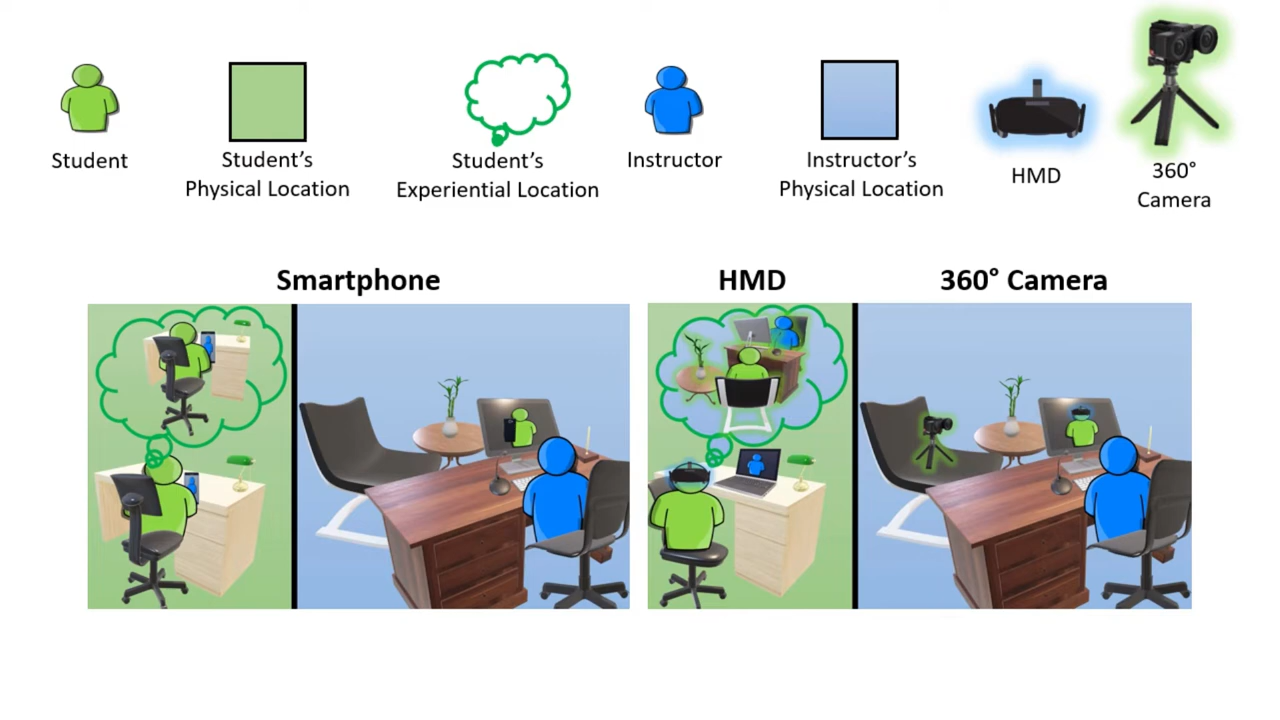 Student
Student's
Physical Location
Student's
Experiential Location
Instructor
Instructor's
Physical Location
HMD
360°
Camera
Smartphone
HMD
360° Camera